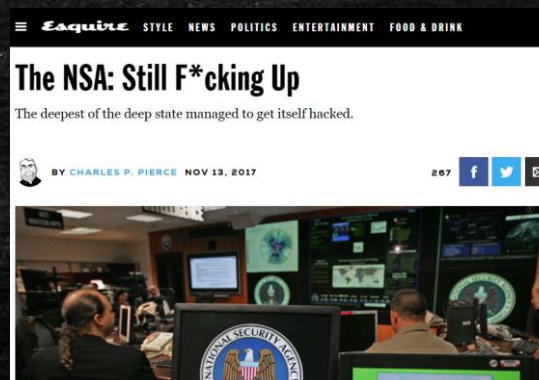 Esquire STYLE NEWS POLITICS ENTERTAINMENT FOOD & DRINK
The NSA: Still F*cking Up
The deepest of the deep state managed to get itself hacked.
BY CHARLES P. PIERCE NOV 13, 2017 267
NATIONAL SECURITY AGENCY